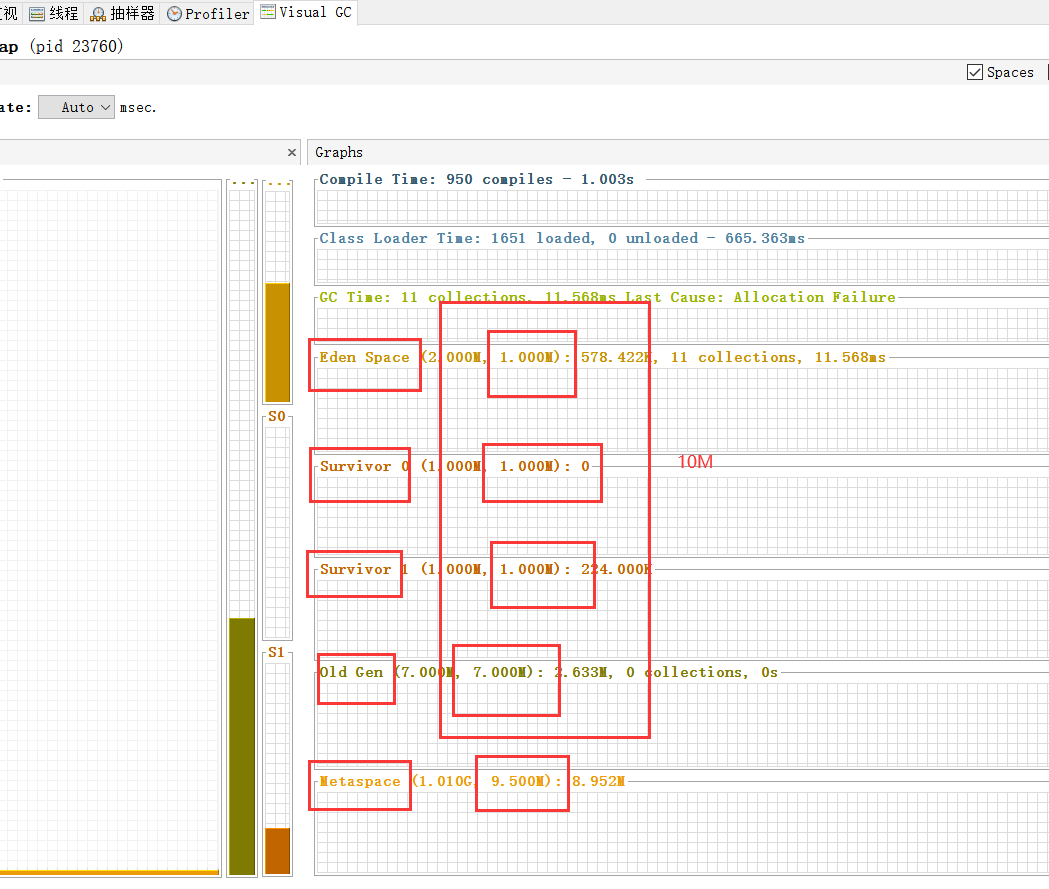 视 线程 抽样器 Profiler Visual GC
ap (pid 23760)
Spaces
ate: Auto msec.
× Graphs
Compile Time: 950 compiles - 1.003s
Class Loader Time: 1651 loaded, 0 unloaded - 665.363ms
GC Time: 11 collections, 11.568ms Last Cause: Allocation Failure
Eden Space (2.000M, 1.000M): 578.422K, 11 collections, 11.568ms
S0
Survivor 0 (1.000M, 1.000M): 0
10M
Survivor 1 (1.000M, 1.000M): 224.000K
S1
Old Gen (7.000M, 7.000M): 2.633M, 0 collections, 0s
Metaspace (1.010G, 9.500M): 8.952M